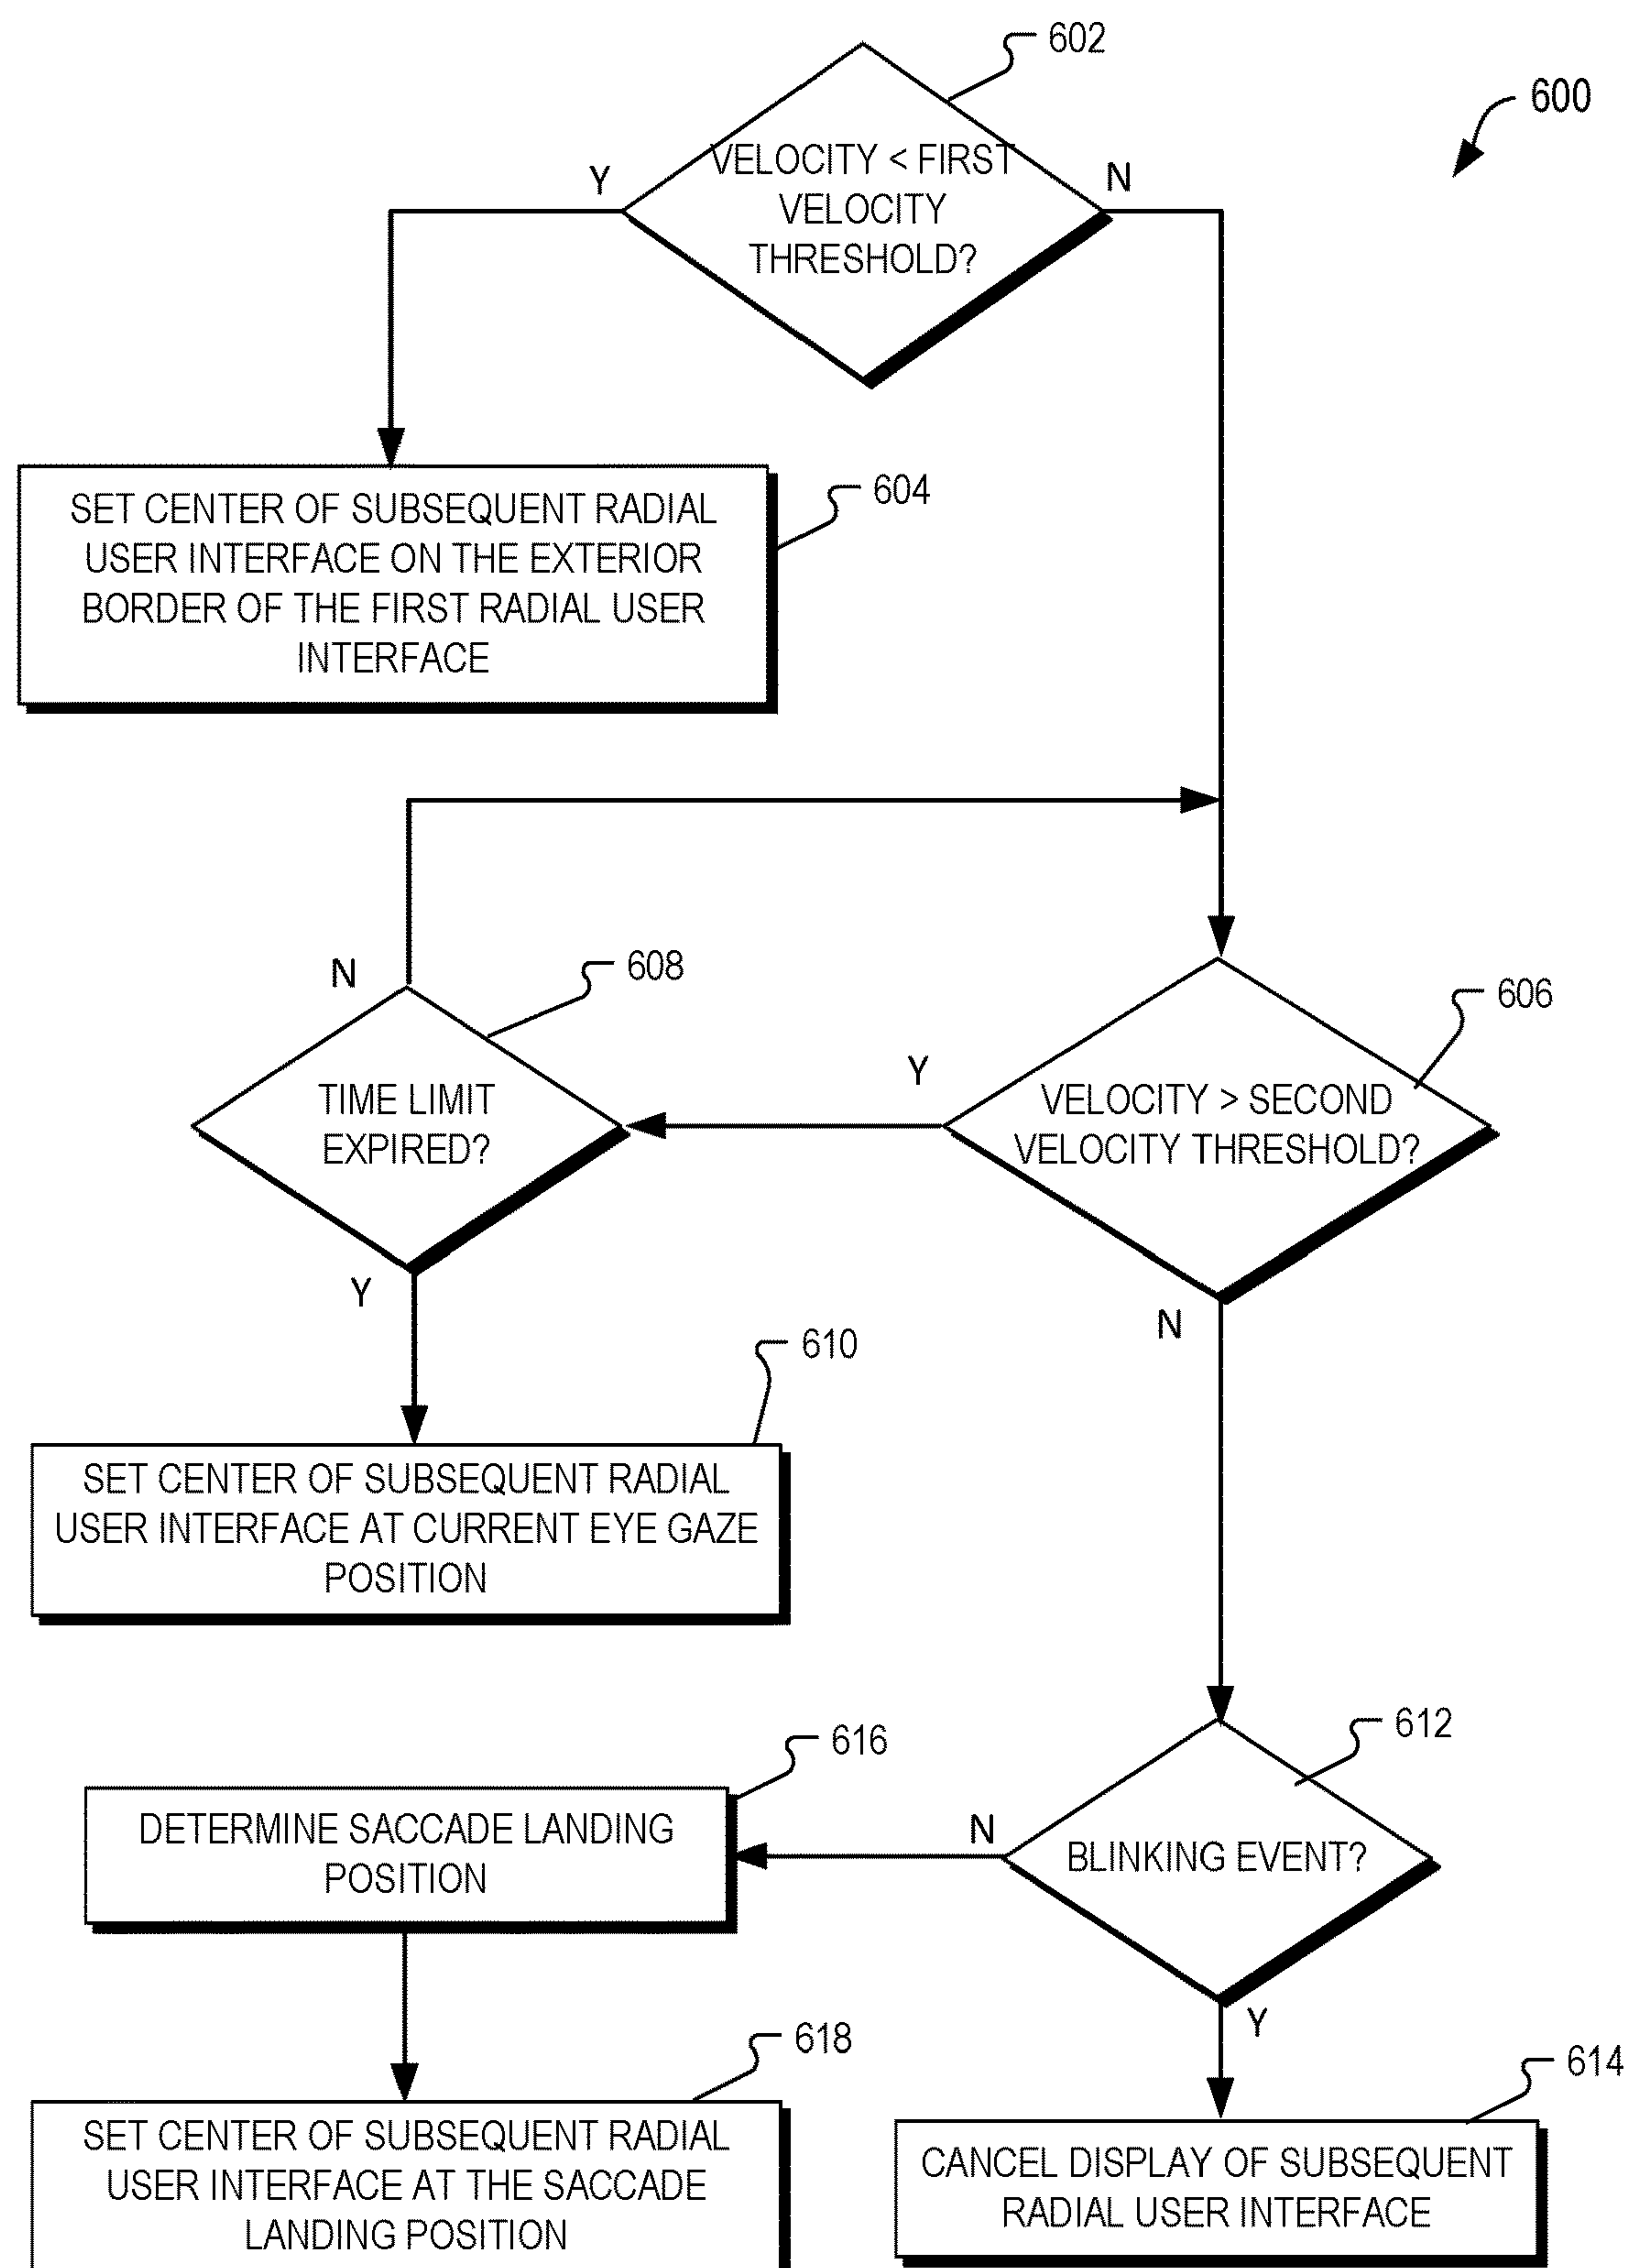 602
600
VELOCITY < FIRST
VELOCITY
THRESHOLD?
Y
N
604
SET CENTER OF SUBSEQUENT RADIAL
USER INTERFACE ON THE EXTERIOR
BORDER OF THE FIRST RADIAL USER
INTERFACE
N
608
606
TIME LIMIT
EXPIRED?
Y
VELOCITY > SECOND
VELOCITY THRESHOLD?
Y
N
610
SET CENTER OF SUBSEQUENT RADIAL
USER INTERFACE AT CURRENT EYE GAZE
POSITION
616
612
DETERMINE SACCADE LANDING
POSITION
N
BLINKING EVENT?
Y
618
614
SET CENTER OF SUBSEQUENT RADIAL
USER INTERFACE AT THE SACCADE
LANDING POSITION
CANCEL DISPLAY OF SUBSEQUENT
RADIAL USER INTERFACE